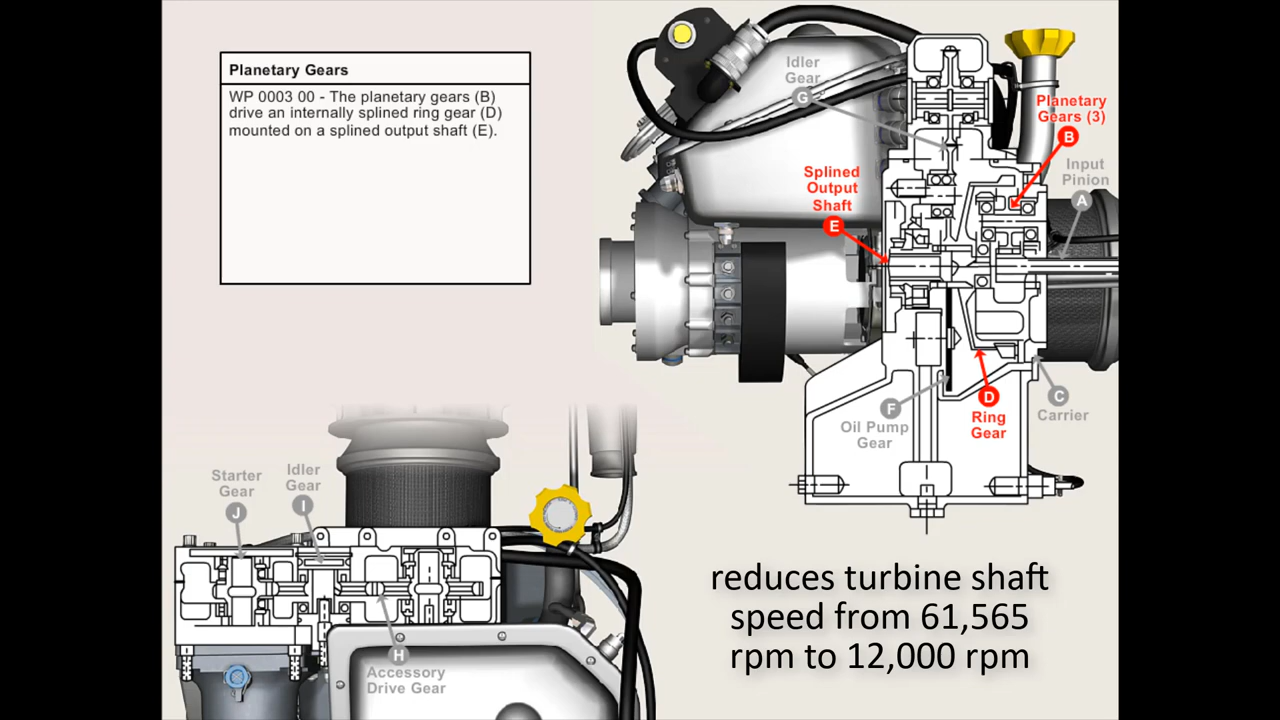 Planetary Gears
WP 0003 00 - The planetary gears (B)
drive an internally splined ring gear (D)
mounted on a splined output shaft (E).
Idler
Gear
G
Planetary
Gears (3)
B
Input
Pinion
A
Splined
Output
Shaft
E
F
Oil Pump
Gear
D
Ring
Gear
C
Carrier
Starter
Gear
J
Idler
Gear
I
H
Accessory
Drive Gear
reduces turbine shaft
speed from 61,565
rpm to 12,000 rpm